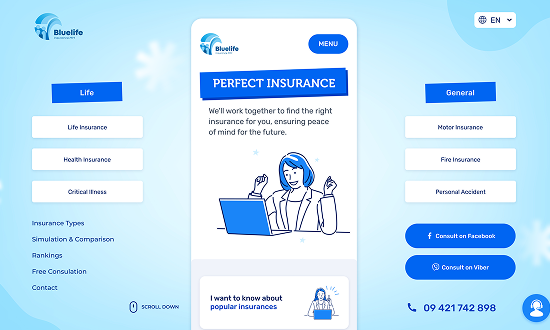 Bluelife
EN
Life
Life Insurance
Health Insurance
Critical Illness
Insurance Types
Simulation & Comparison
Rankings
Free Consulation
Contact
SCROLL DOWN
Bluelife
MENU
PERFECT INSURANCE
We'll work together to find the right
insurance for you, ensuring peace
of mind for the future.
I want to know about
popular insurances
General
Motor Insurance
Fire Insurance
Personal Accident
Consult on Facebook
Consult on Viber
09 421 742 898